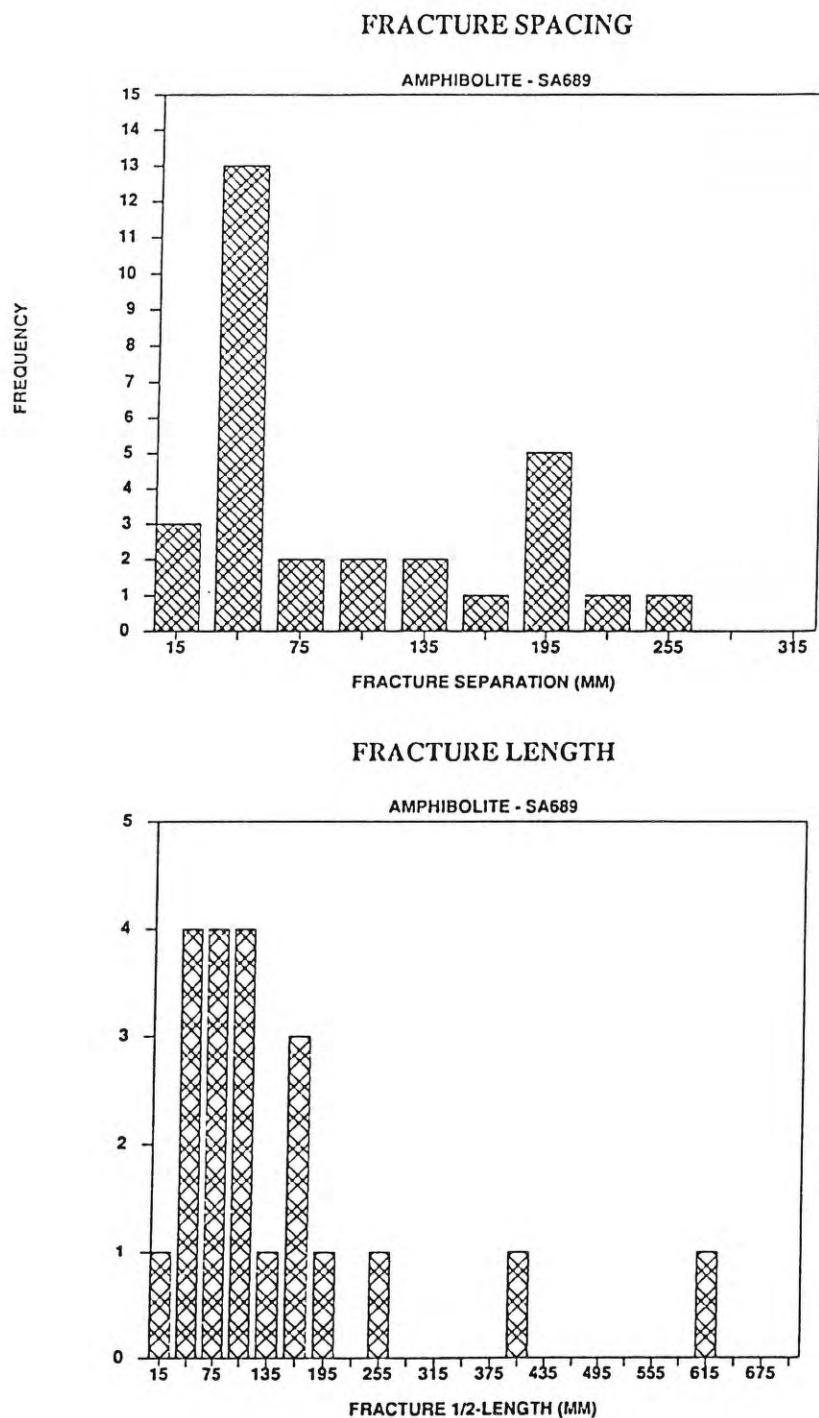 FRACTURE SPACING
AMPHIBOLITE - SA689
15
14
13
12
11
10
9
8
7
6
5
4
3
2
1
0
FREQUENCY
15 75 135 195 255 315
FRACTURE SEPARATION (MM)
FRACTURE LENGTH
AMPHIBOLITE - SA689
5
4
3
2
1
0
15 75 135 195 255 315 375 435 495 555 615 675
FRACTURE 1/2-LENGTH (MM)